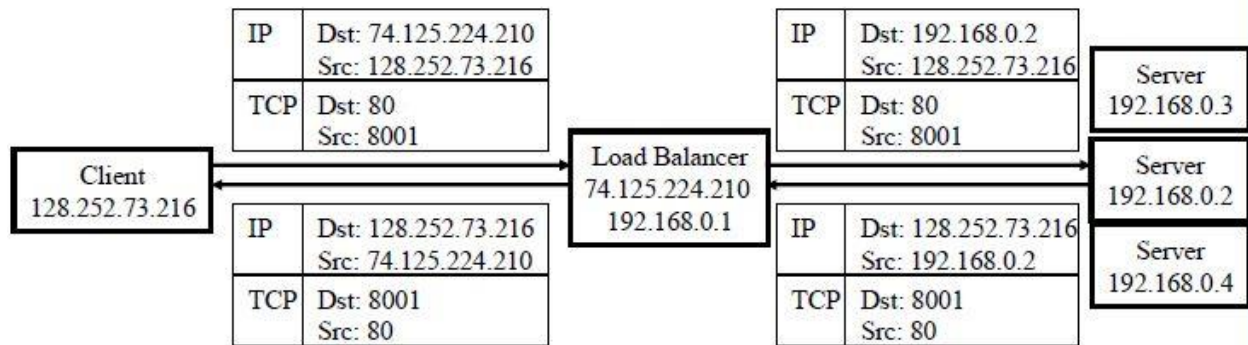 IP
Dst: 74.125.224.210
Src: 128.252.73.216
TCP
Dst: 80
Src: 8001
IP
Dst: 192.168.0.2
Src: 128.252.73.216
TCP
Dst: 80
Src: 8001
Server
192.168.0.3
Client
128.252.73.216
Load Balancer
74.125.224.210
192.168.0.1
Server
192.168.0.2
IP
Dst: 128.252.73.216
Src: 74.125.224.210
TCP
Dst: 8001
Src: 80
IP
Dst: 128.252.73.216
Src: 192.168.0.2
TCP
Dst: 8001
Src: 80
Server
192.168.0.4